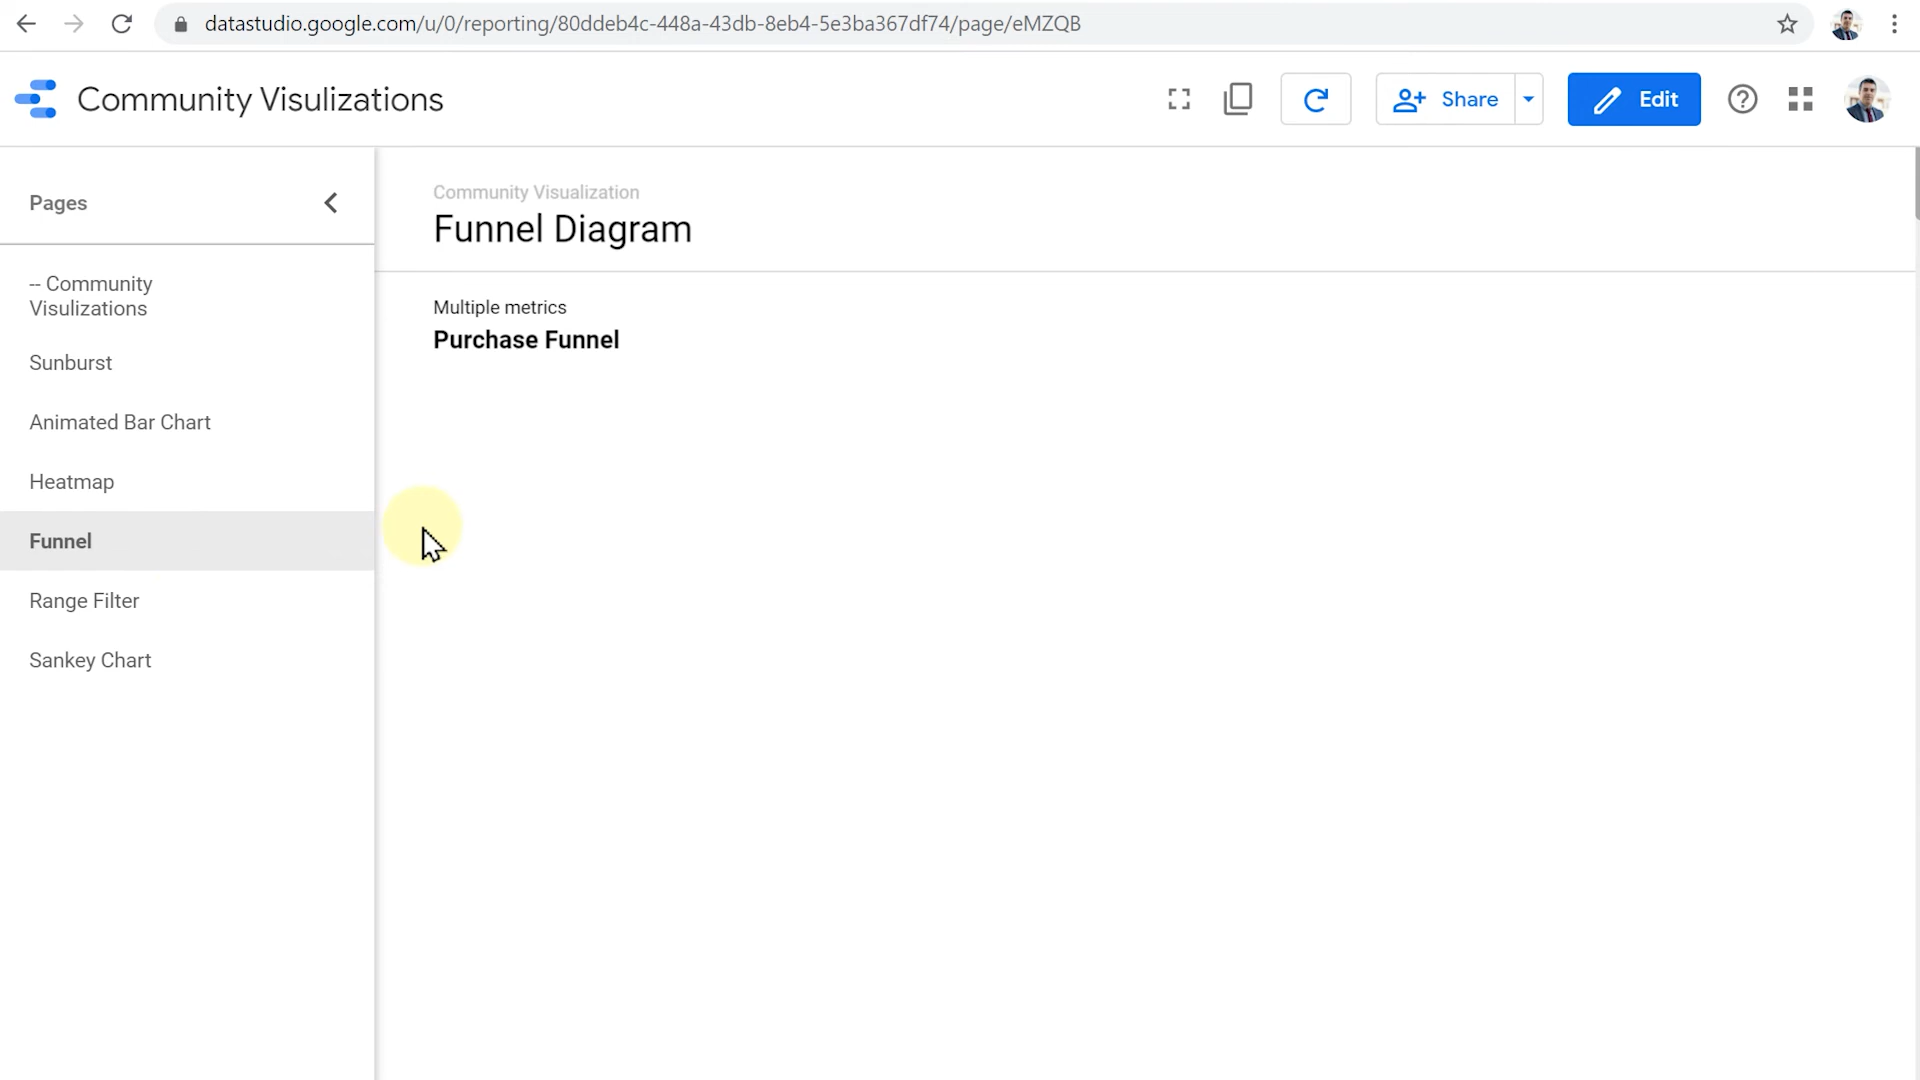 datastudio.google.com/u/0/reporting/80ddeb4c-448a-43db-8eb4-5e3ba367df74/page/eMZQB
Community Visulizations
Share
Edit
Pages
-- Community
Visulizations
Sunburst
Animated Bar Chart
Heatmap
Funnel
Range Filter
Sankey Chart
Community Visualization
Funnel Diagram
Multiple metrics
Purchase Funnel